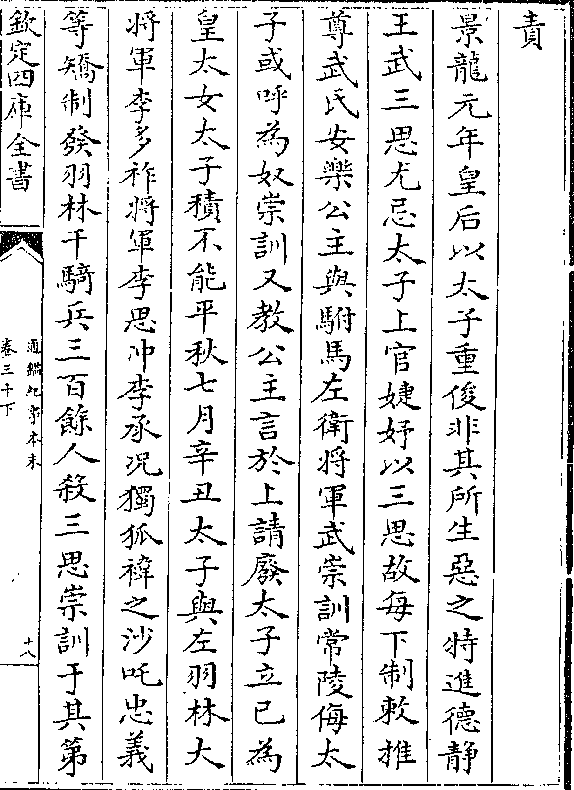 責
景龍元年皇后以太子重俊非其所生惡之特進德静
王武三思尤忌太子上官婕妤以三思故每下制敕推
尊武氏安樂公主與駙馬左衛將軍武崇訓常陵侮太
子或呼為奴崇訓又教公主言於上請廢太子立己為
皇太女太子積不能平秋七月辛丑太子與左羽林大
將軍李多祚將軍李思冲李承况獨孤禕之沙吒忠義
等矯制發羽林千騎兵三百餘人殺三思崇訓于其第
欽定四庫全書
通鑑紀事本末
卷三十下
十八